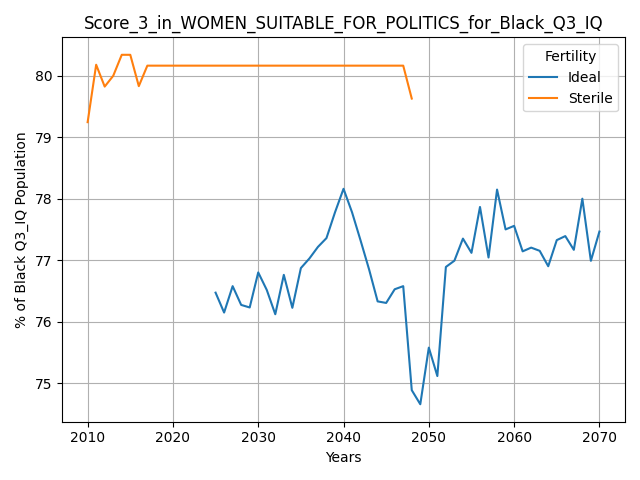 Score_3_in_WOMEN_SUITABLE_FOR_POLITICS_for_Black_Q3_IQ
Fertility
Ideal
Sterile
% of Black Q3_IQ Population
80
79
78
77
76
75
2010
2020
2030
2040
2050
2060
2070
Years